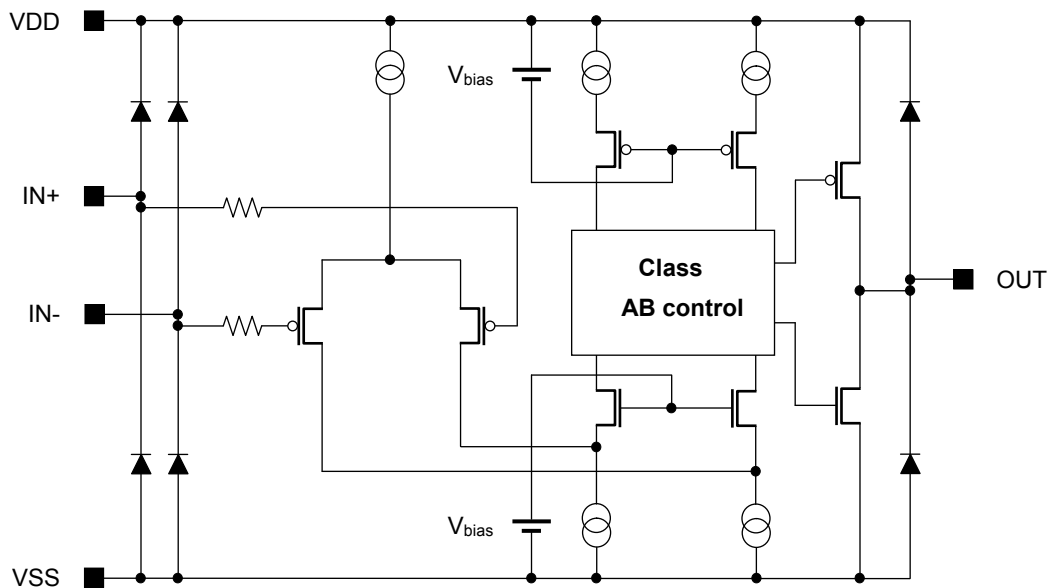 VDD
V_bias
IN+
Class
AB control
OUT
IN-
V_bias
VSS